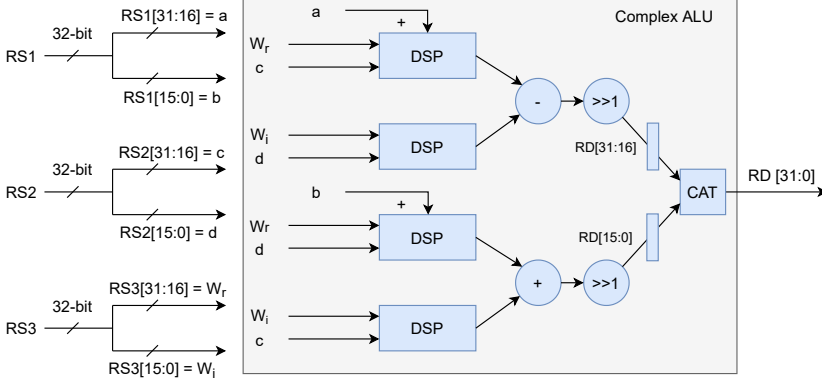 RS1
32-bit
RS1[31:16] = a
RS1[15:0] = b
RS2
32-bit
RS2[31:16] = c
RS2[15:0] = d
RS3
32-bit
RS3[31:16] = Wr
RS3[15:0] = Wi
Complex ALU
a
+
Wr
c
DSP
Wi
d
DSP
-
>>1
RD[31:16]
b
+
Wr
d
DSP
Wi
c
DSP
+
>>1
RD[15:0]
CAT
RD [31:0]